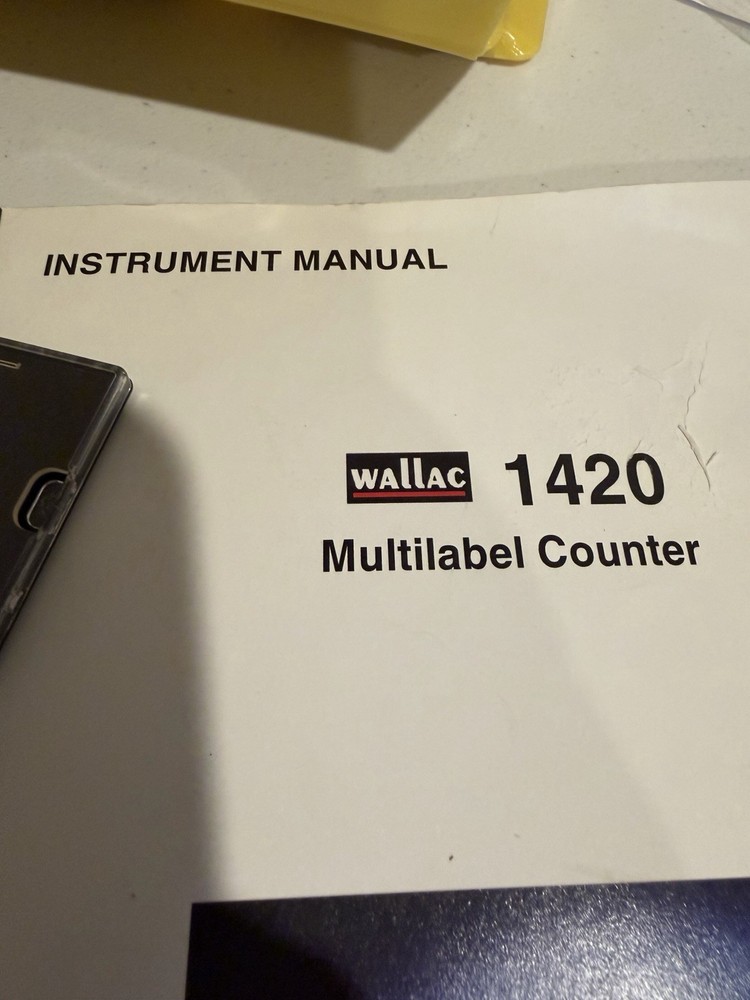 INSTRUMENT MANUAL
WALLAC 1420
Multilabel Counter